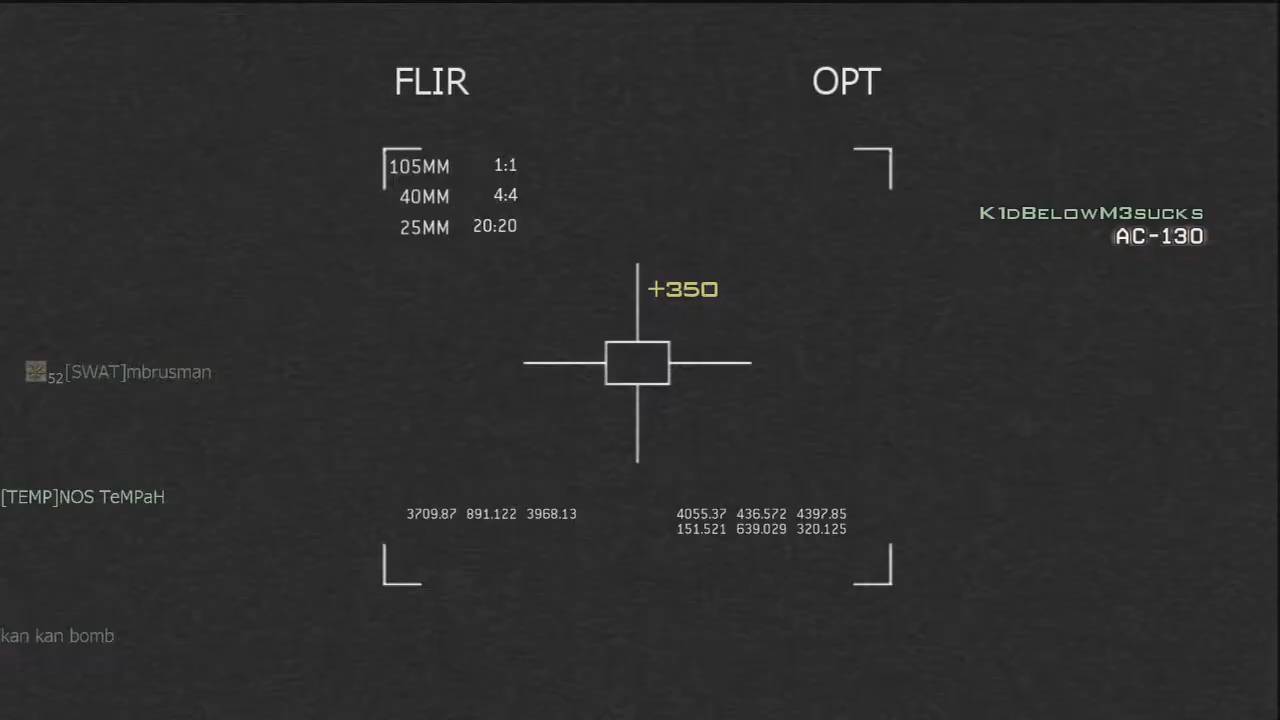 FLIR OPT
105MM 1:1
40MM 4:4
25MM 20:20
K1dBelowM3sucks
AC-130
+350
52[SWAT]mbrusman
[TEMP]NOS TeMPaH
3709.87 891.122 3968.13
4055.37 436.572 4397.85
151.521 639.029 320.125
kan kan bomb